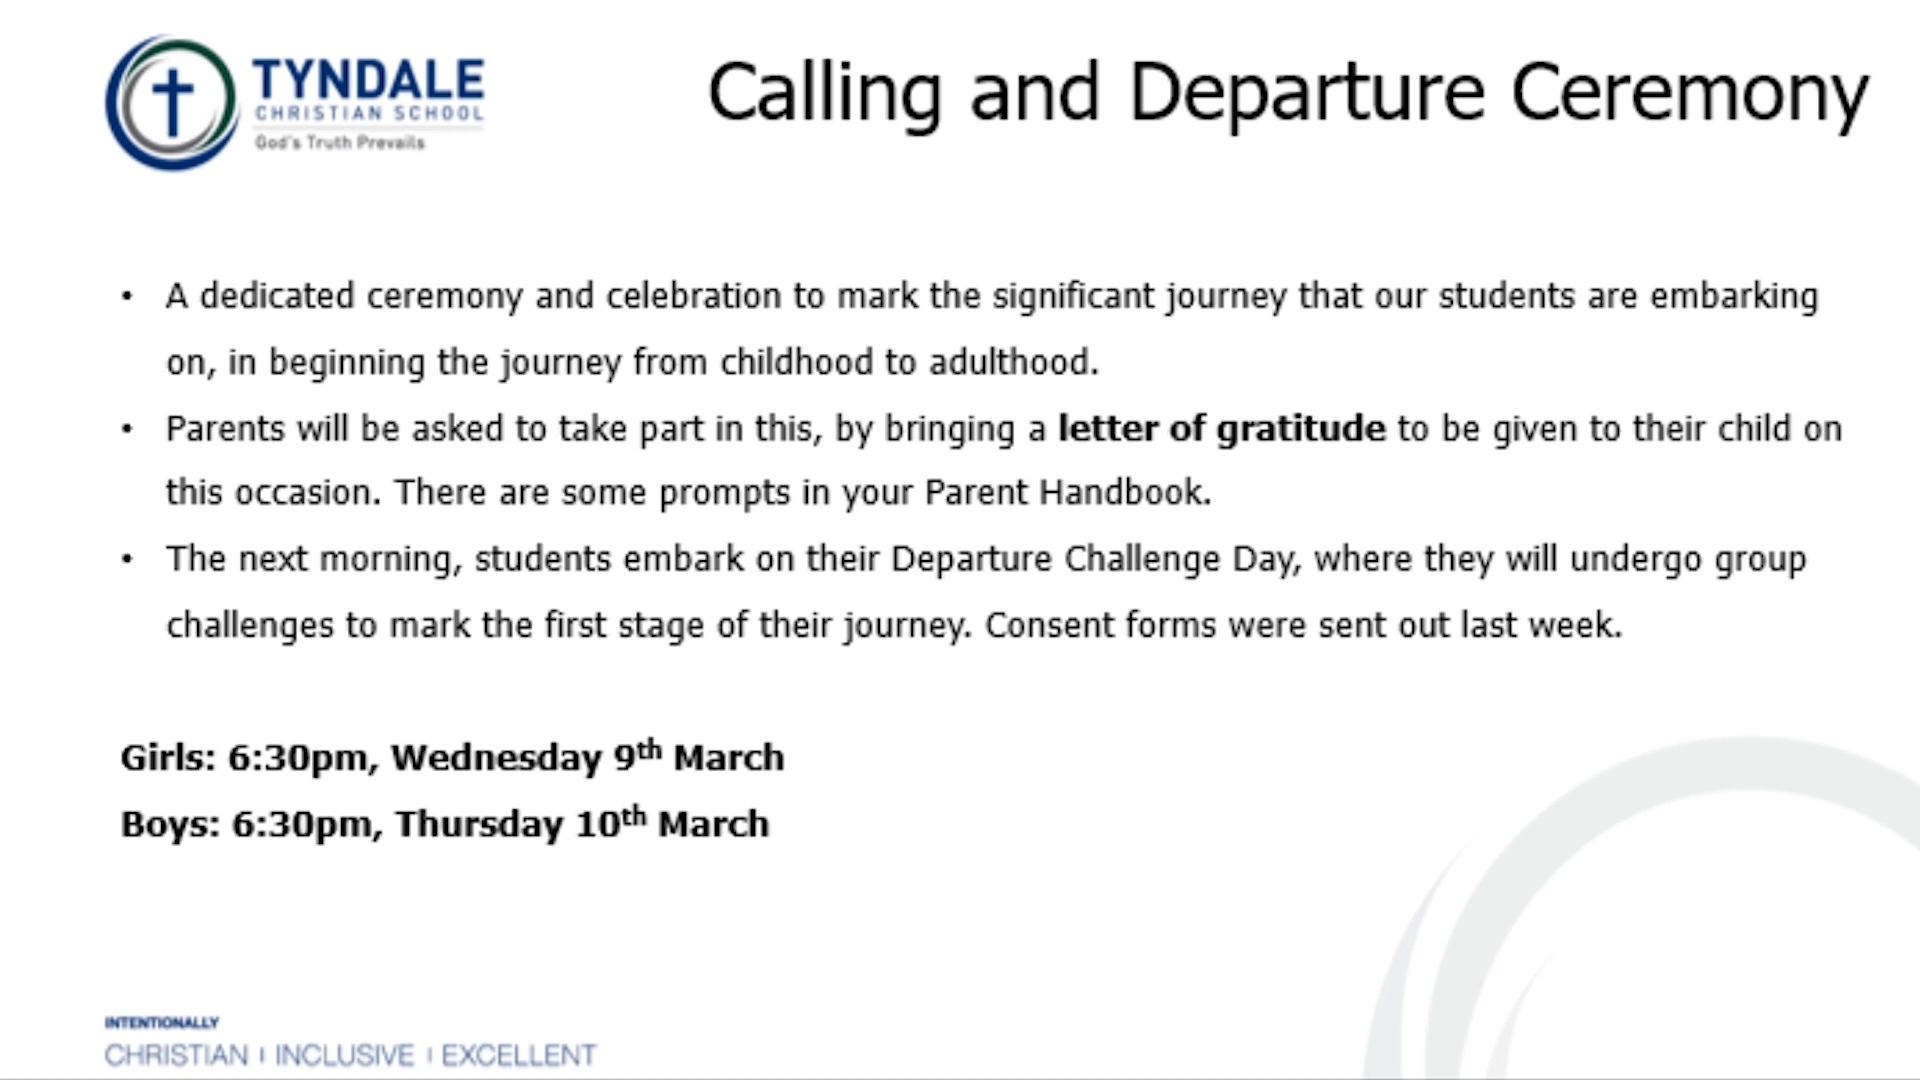 TYNDALE
CHRISTIAN SCHOOL
God's Truth Prevails
Calling and Departure Ceremony
• A dedicated ceremony and celebration to mark the significant journey that our students are embarking
on, in beginning the journey from childhood to adulthood.
• Parents will be asked to take part in this, by bringing a letter of gratitude to be given to their child on
this occasion. There are some prompts in your Parent Handbook.
• The next morning, students embark on their Departure Challenge Day, where they will undergo group
challenges to mark the first stage of their journey. Consent forms were sent out last week.
Girls: 6:30pm, Wednesday 9th March
Boys: 6:30pm, Thursday 10th March
INTENTIONALLY
CHRISTIAN | INCLUSIVE | EXCELLENT